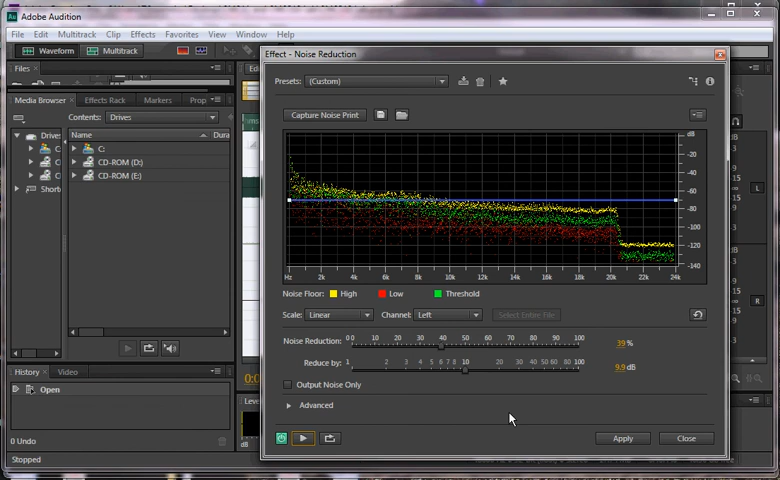 Adobe Audition
File Edit Multitrack Clip Effects Favorites View Window Help
Waveform Multitrack
Files
Media Browser Effects Rack Markers Prop
Contents: Drives
Drives Name Dura
C: C:
CD-ROM (D:)
CD-ROM (E:)
Shorto
History Video
Open
0 Undo
Stopped
Effect - Noise Reduction
Presets: (Custom)
Capture Noise Print
dB
-20
-40
-60
-80
-100
-120
-140
Hz 2k 4k 6k 8k 10k 12k 14k 16k 18k 20k 22k 24k
Noise Floor: High Low Threshold
Scale: Linear Channel: Left Select Entire File
0 10 20 30 40 50 60 70 80 90 100
Noise Reduction: 39 %
1 2 3 4 5 6 7 8 10 20 30 40 50 60 80 100
Reduce by: 9.9 dB
Output Noise Only
Advanced
Apply Close
Levels
dB
L
R